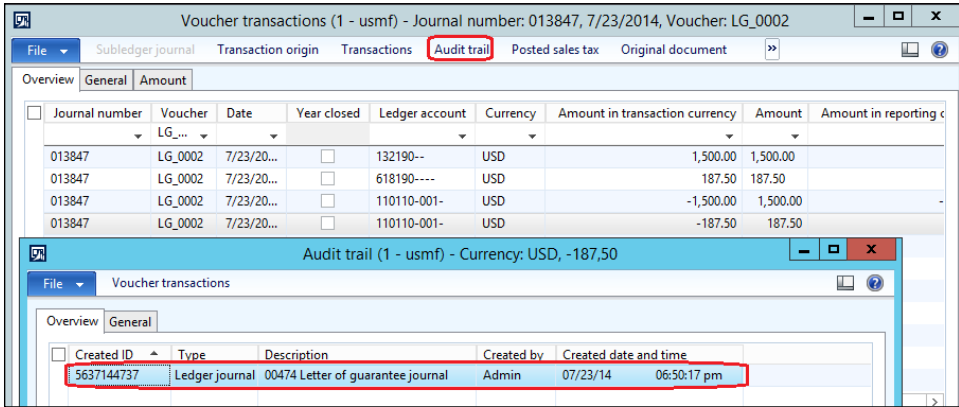 Voucher transactions (1 - usmf) - Journal number: 013847, 7/23/2014, Voucher: LG_0002
File Subledger journal Transaction origin Transactions Audit trail Posted sales tax Original document
Overview General Amount
Journal number Voucher Date Year closed Ledger account Currency Amount in transaction currency Amount Amount in reporting c
LG_...
013847 LG_0002 7/23/20... 132190-- USD 1,500.00 1,500.00
013847 LG_0002 7/23/20... 618190---- USD 187.50 187.50
013847 LG_0002 7/23/20... 110110-001- USD -1,500.00 1,500.00 -
013847 LG_0002 7/23/20... 110110-001- USD -187.50 187.50
Audit trail (1 - usmf) - Currency: USD, -187,50
File Voucher transactions
Overview General
Created ID Type Description Created by Created date and time
5637144737 Ledger journal 00474 Letter of guarantee journal Admin 07/23/14 06:50:17 pm